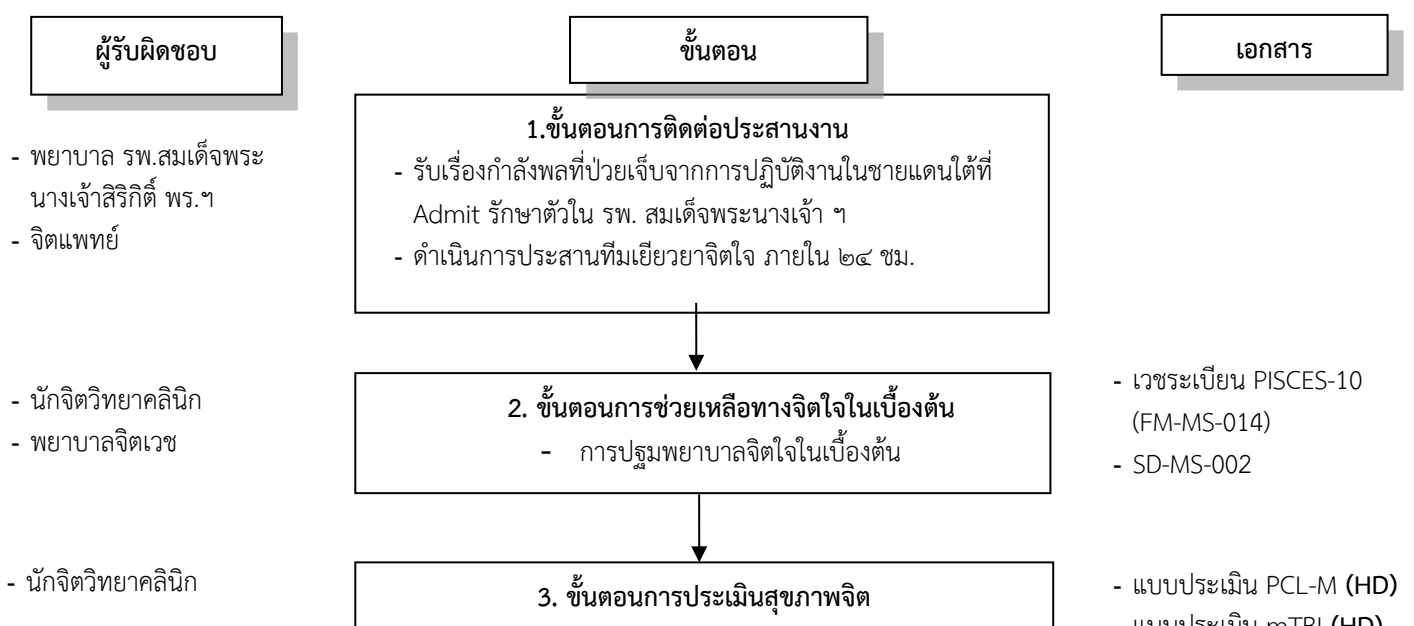 ผู้รับผิดชอบ
ขั้นตอน
เอกสาร
- พยาบาล รพ.สมเด็จพระ
นางเจ้าสิริกิติ์ พร.ฯ
- จิตแพทย์
1.ขั้นตอนการติดต่อประสานงาน
- รับเรื่องกำลังพลที่ป่วยเจ็บจากการปฏิบัติงานในชายแดนใต้ที่
Admit รักษาตัวใน รพ. สมเด็จพระนางเจ้า ฯ
- ดำเนินการประสานทีมเยียวยาจิตใจ ภายใน ๒๔ ชม.
- นักจิตวิทยาคลินิก
- พยาบาลจิตเวช
2. ขั้นตอนการช่วยเหลือทางจิตใจในเบื้องต้น
- การปฐมพยาบาลจิตใจในเบื้องต้น
- เวชระเบียน PISCES-10
(FM-MS-014)
- SD-MS-002
- นักจิตวิทยาคลินิก
3. ขั้นตอนการประเมินสุขภาพจิต
- แบบประเมิน PCL-M (HD)
แบบประเมิน mTBI (HD)